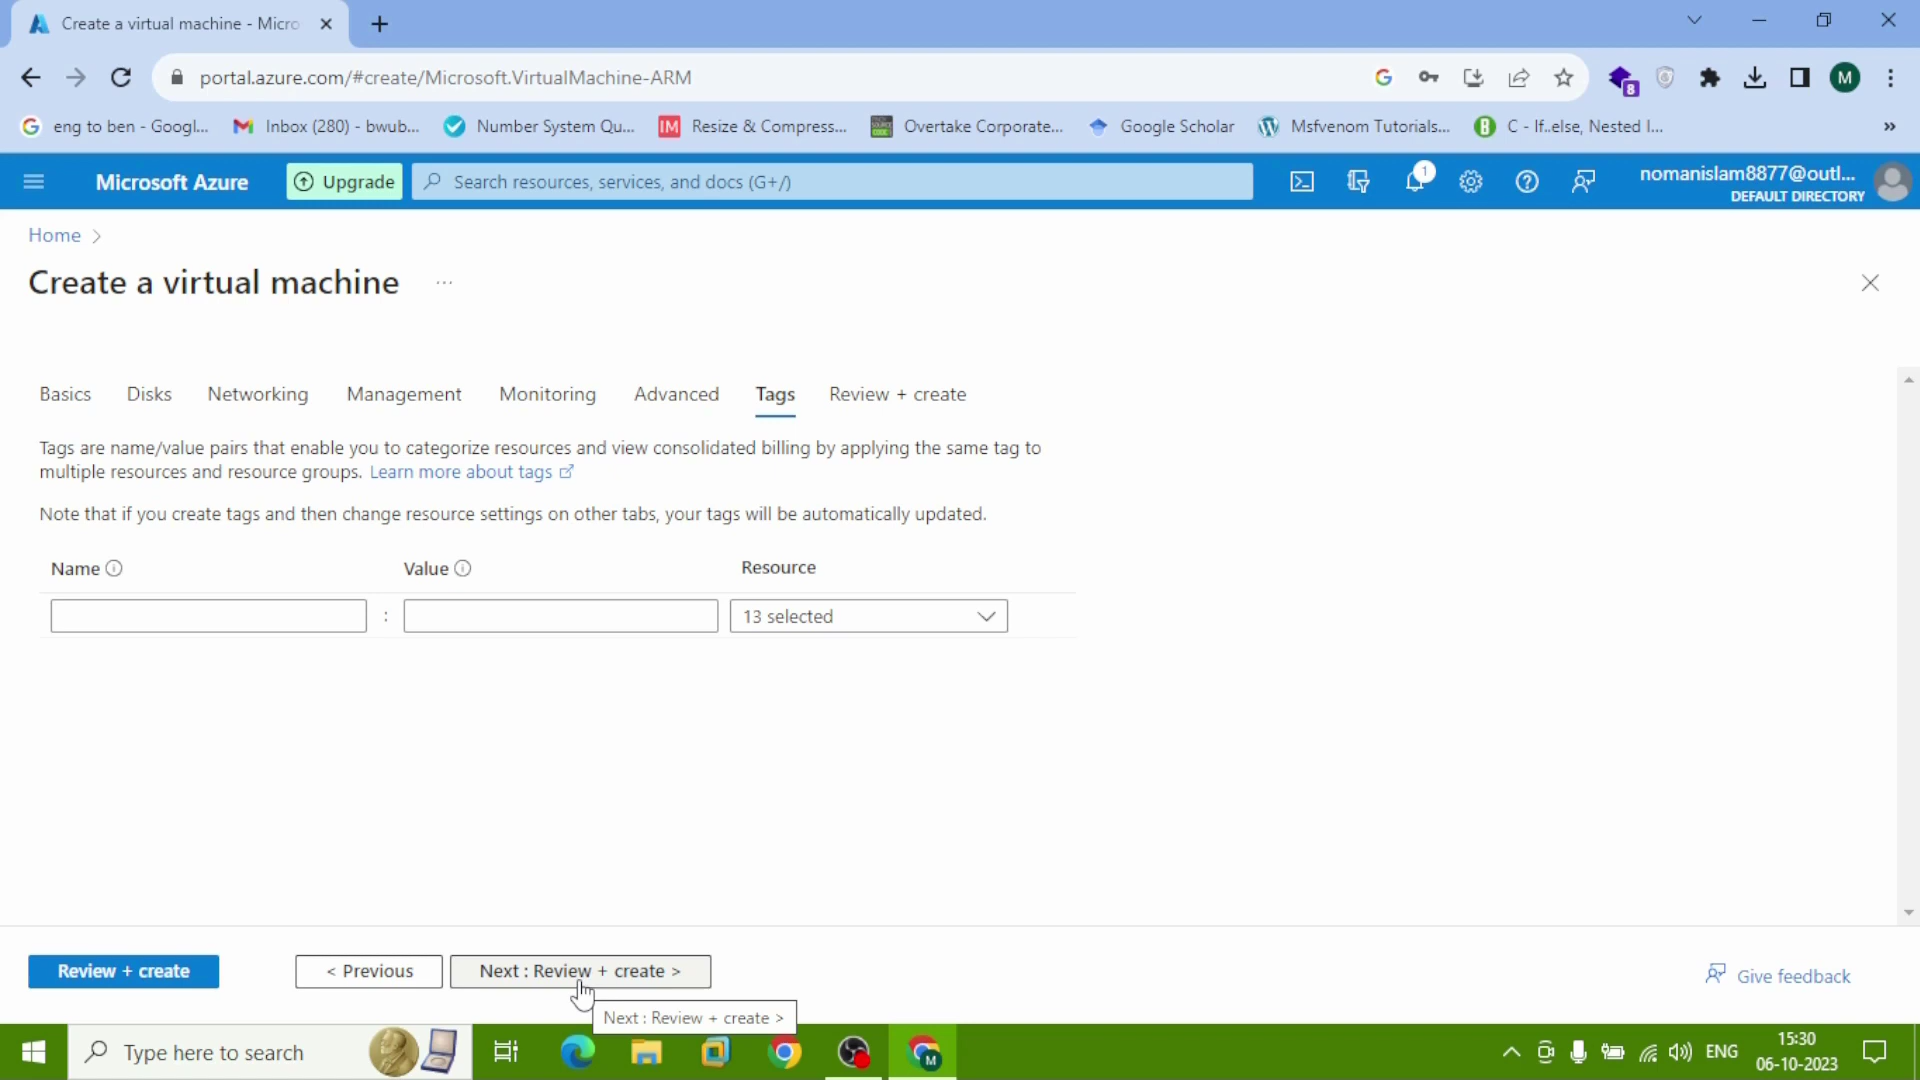 Create a virtual machine - Micro
portal.azure.com/#create/Microsoft.VirtualMachine-ARM
8
M
eng to ben - Googl...
Inbox (280) - bwub...
Number System Qu...
IM
Resize & Compress...
Overtake Corporate...
Google Scholar
Msfvenom Tutorials...
C - If..else, Nested I...
Microsoft Azure
Upgrade
Search resources, services, and docs (G+/)
1
nomanislam8877@outl...
DEFAULT DIRECTORY
Home
Create a virtual machine
Basics
Disks
Networking
Management
Monitoring
Advanced
Tags
Review + create
Tags are name/value pairs that enable you to categorize resources and view consolidated billing by applying the same tag to
multiple resources and resource groups. Learn more about tags
Note that if you create tags and then change resource settings on other tabs, your tags will be automatically updated.
Name
Value
Resource
:
13 selected
Review + create
< Previous
Next : Review + create >
Give feedback
Next : Review + create >
Type here to search
M
ENG
15:30
06-10-2023